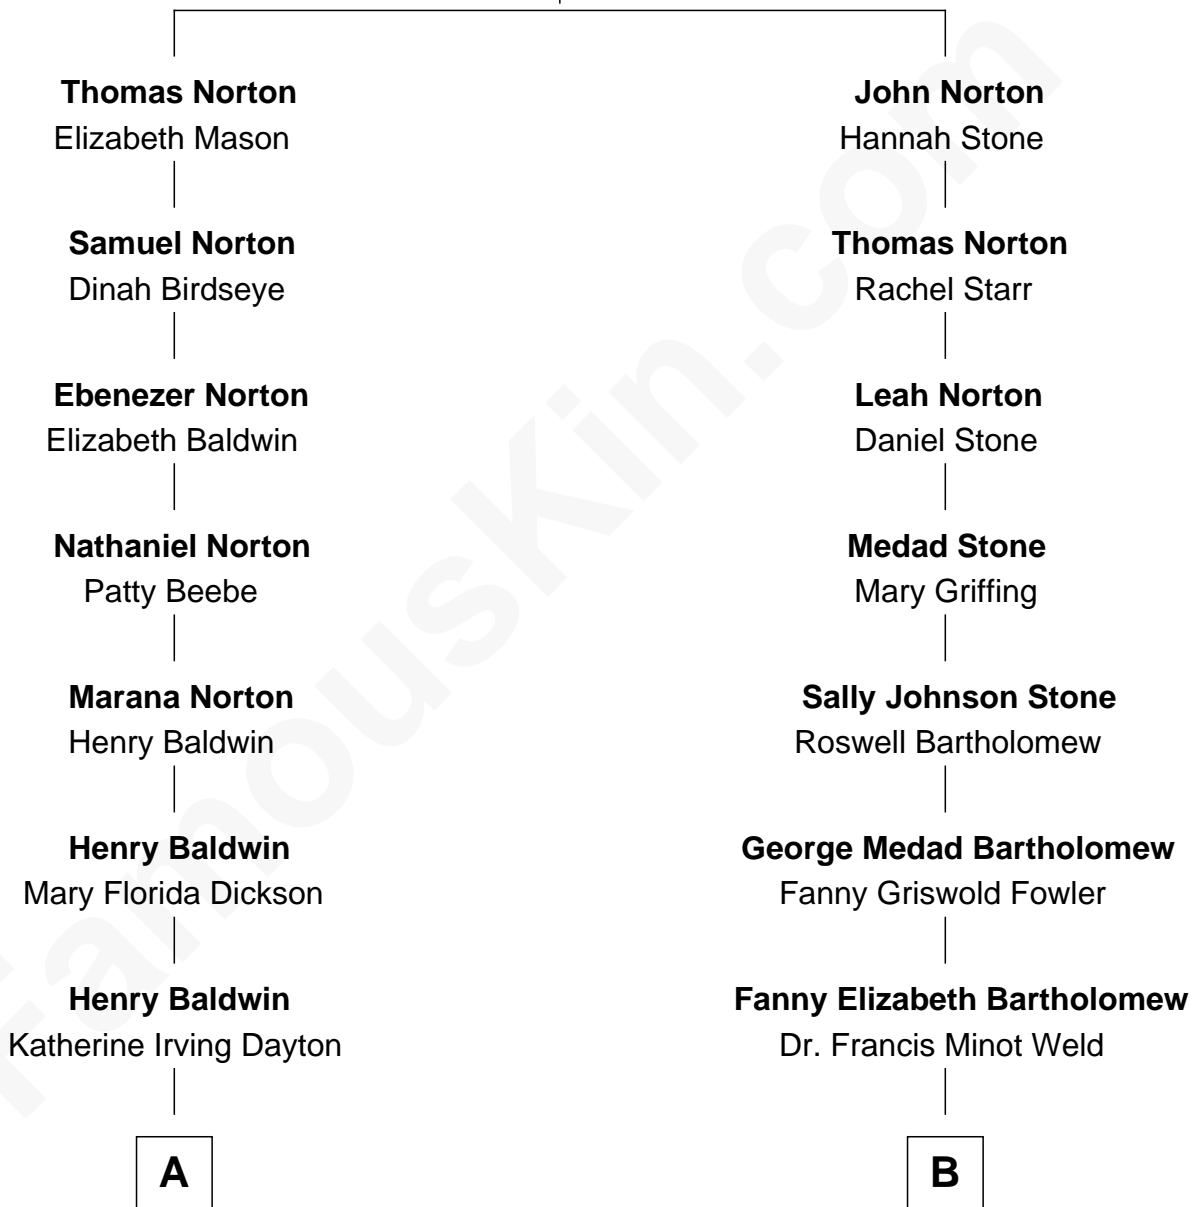 Thomas Norton
Elizabeth Mason
Samuel Norton
Dinah Birdseye
Ebenezer Norton
Elizabeth Baldwin
Nathaniel Norton
Patty Beebe
Marana Norton
Henry Baldwin
Henry Baldwin
Mary Florida Dickson
Henry Baldwin
Katherine Irving Dayton
A
John Norton
Hannah Stone
Thomas Norton
Rachel Starr
Leah Norton
Daniel Stone
Medad Stone
Mary Griffing
Sally Johnson Stone
Roswell Bartholomew
George Medad Bartholomew
Fanny Griswold Fowler
Fanny Elizabeth Bartholomew
Dr. Francis Minot Weld
B
FamousKin.com